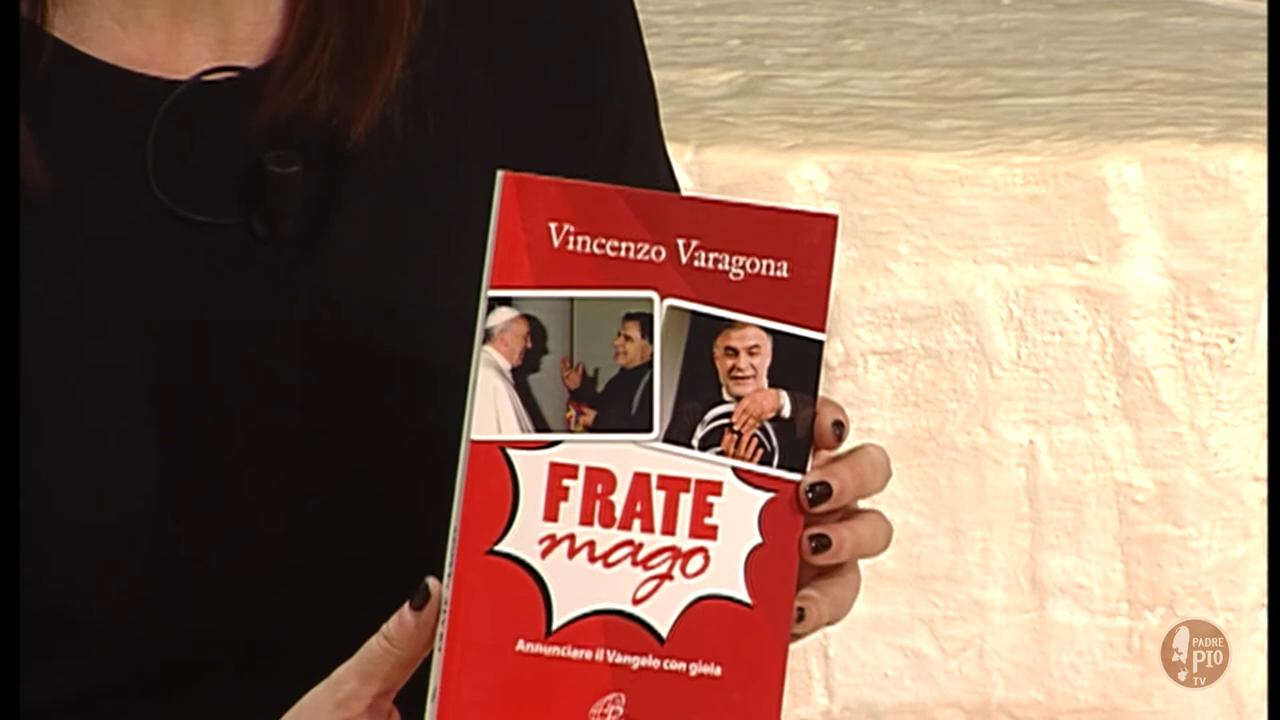 Vincenzo Varagona
FRATE
mago
Annunciare il Vangelo con gioia
PADRE
PIO
TV